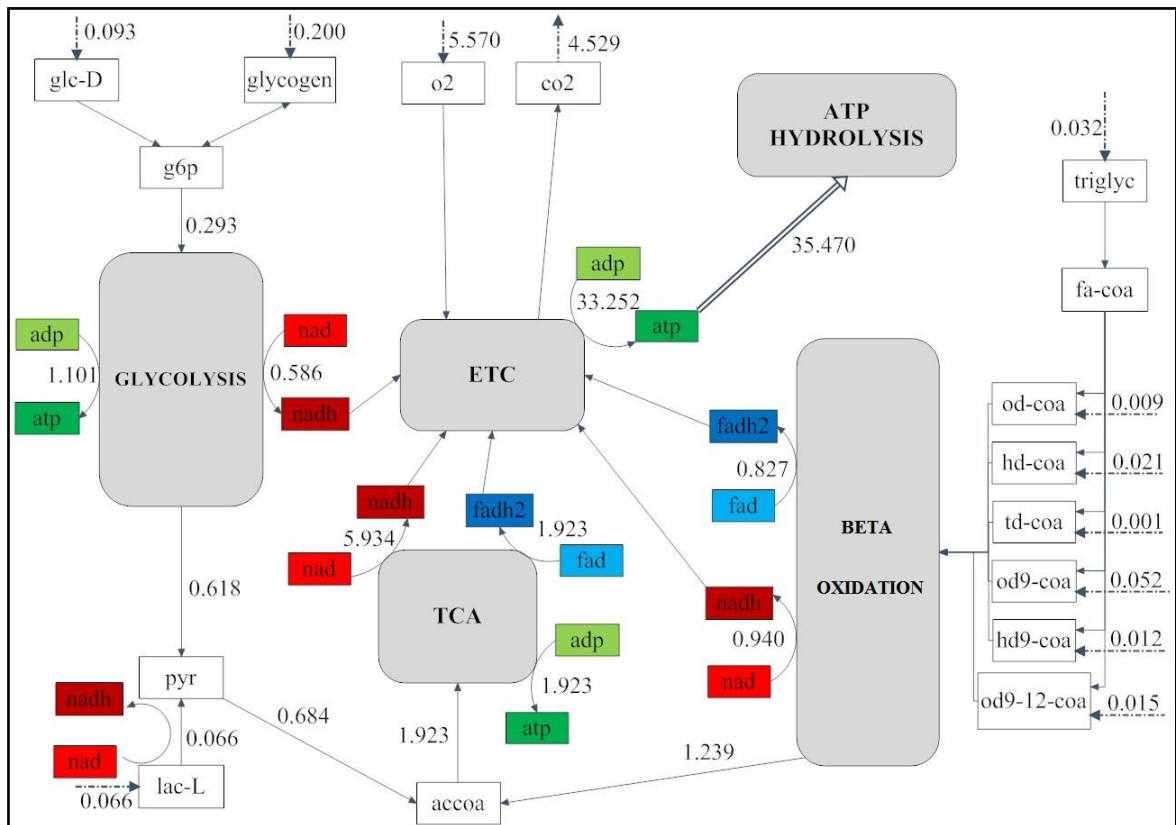 0.093
0.200
5.570
4.529
glc-D
glycogen
o2
co2
ATP
HYDROLYSIS
0.032
triglyc
g6p
0.293
35.470
fa-coa
adp
33.252
atp
adp
1.101
atp
GLYCOLYSIS
nad
0.586
nadh
ETC
od-coa
0.009
hd-coa
0.021
td-coa
0.001
od9-coa
0.052
hd9-coa
0.012
od9-12-coa
0.015
fadh2
0.827
fad
BETA
OXIDATION
nadh
0.940
nad
nadh
5.934
nad
fadh2
1.923
fad
TCA
adp
1.923
atp
0.618
pyr
nadh
nad
0.066
lac-L
0.066
0.684
1.923
accoa
1.239